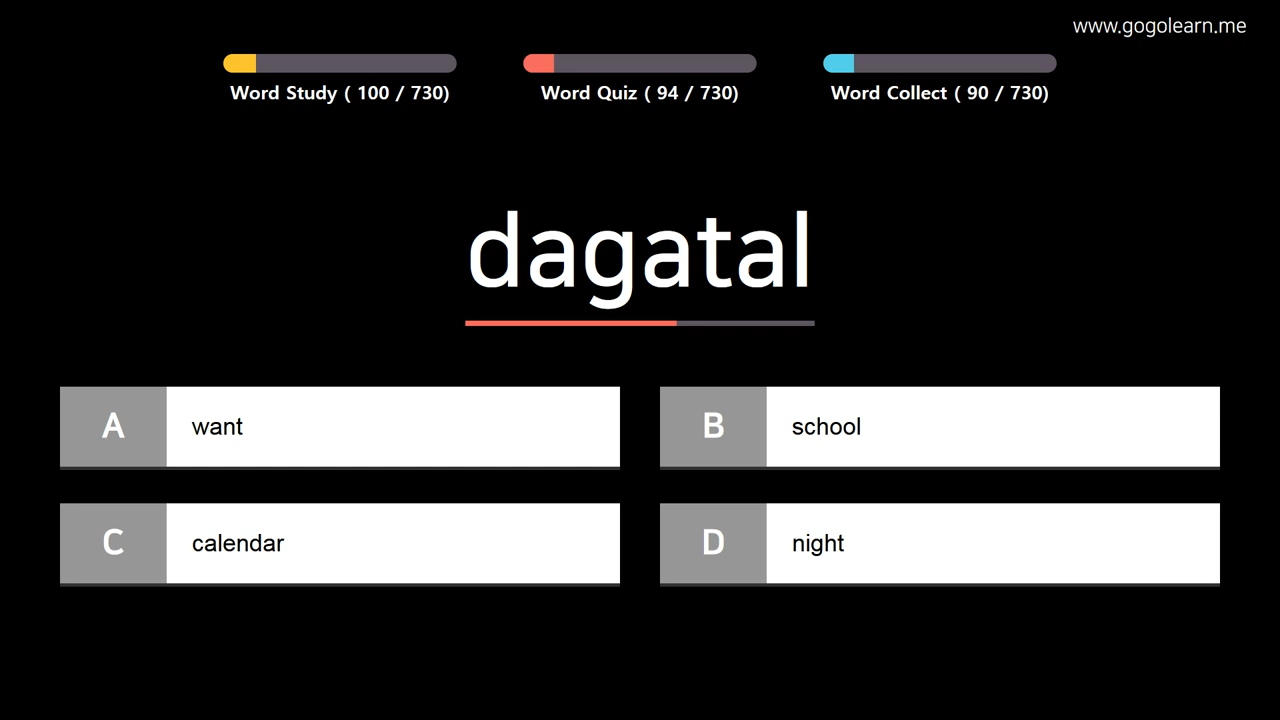 www.gogolearn.me
Word Study ( 100 / 730)
Word Quiz ( 94 / 730)
Word Collect ( 90 / 730)
dagatal
A want
B school
C calendar
D night